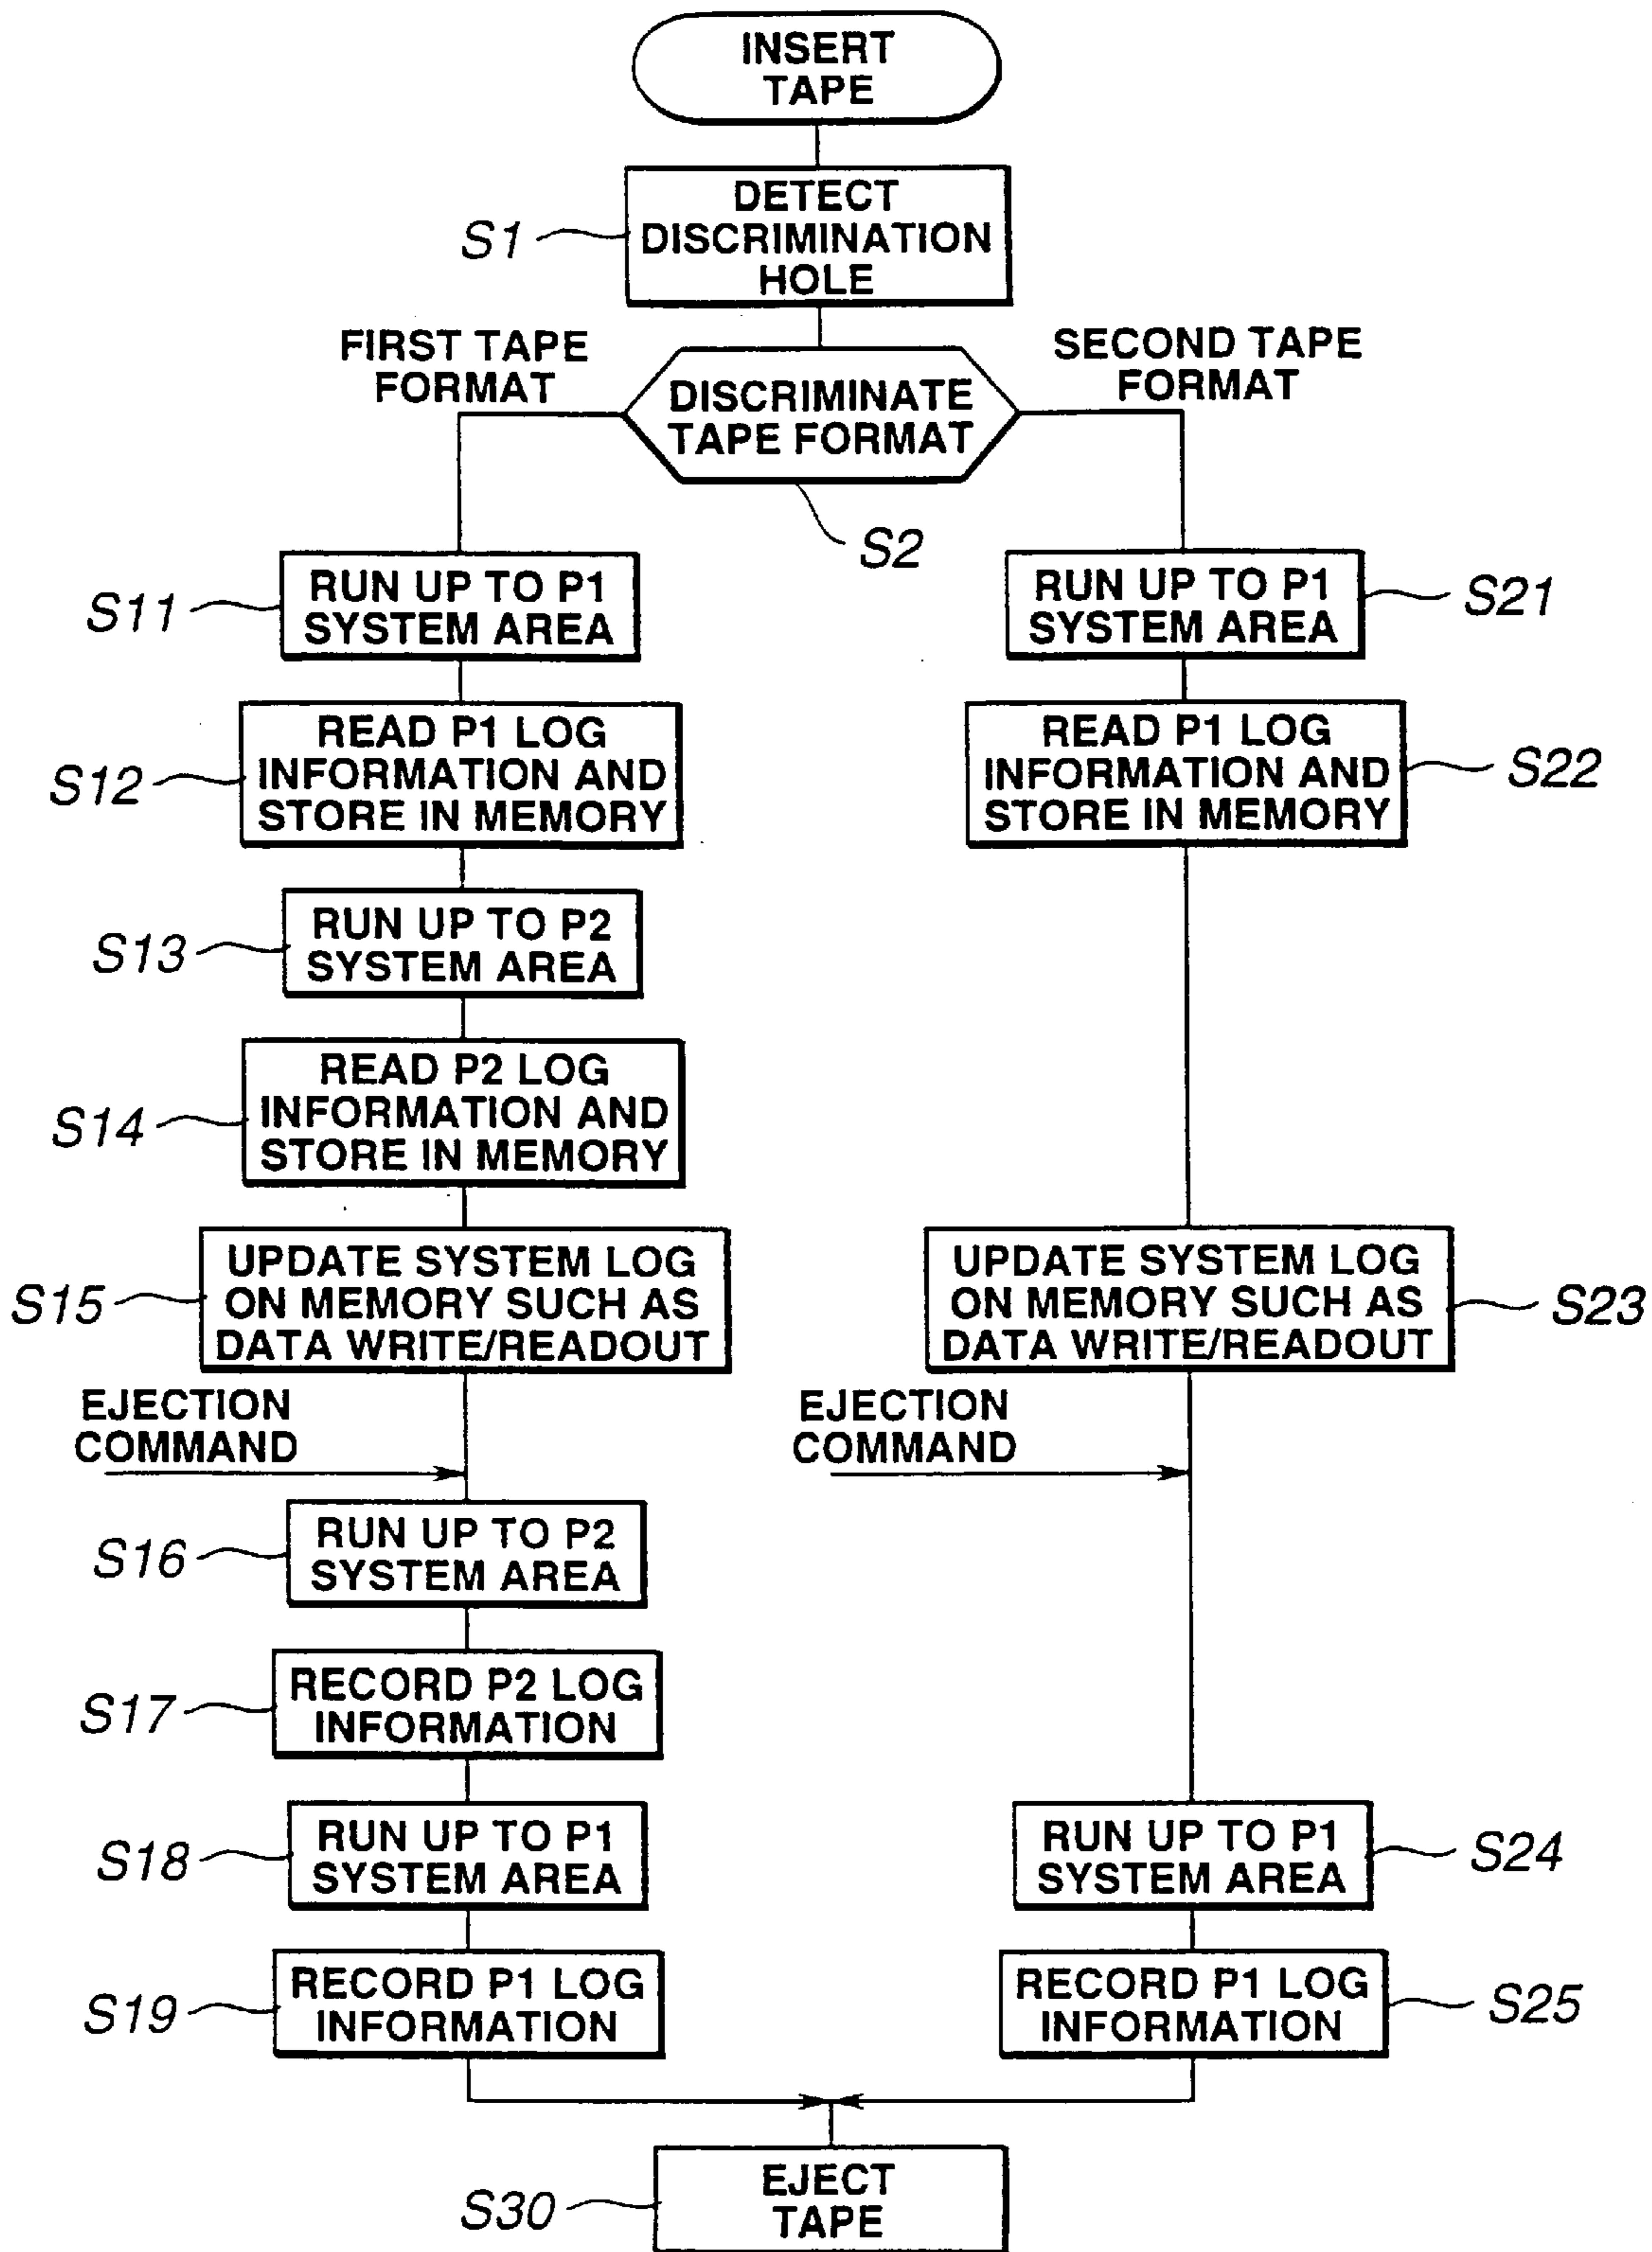 INSERT
TAPE
S1
DETECT
DISCRIMINATION
HOLE
FIRST TAPE
FORMAT
SECOND TAPE
FORMAT
DISCRIMINATE
TAPE FORMAT
S2
S11
RUN UP TO P1
SYSTEM AREA
RUN UP TO P1
SYSTEM AREA
S21
S12
READ P1 LOG
INFORMATION AND
STORE IN MEMORY
READ P1 LOG
INFORMATION AND
STORE IN MEMORY
S22
S13
RUN UP TO P2
SYSTEM AREA
S14
READ P2 LOG
INFORMATION AND
STORE IN MEMORY
S15
UPDATE SYSTEM LOG
ON MEMORY SUCH AS
DATA WRITE/READOUT
UPDATE SYSTEM LOG
ON MEMORY SUCH AS
DATA WRITE/READOUT
S23
EJECTION
COMMAND
EJECTION
COMMAND
S16
RUN UP TO P2
SYSTEM AREA
S17
RECORD P2 LOG
INFORMATION
S18
RUN UP TO P1
SYSTEM AREA
RUN UP TO P1
SYSTEM AREA
S24
S19
RECORD P1 LOG
INFORMATION
RECORD P1 LOG
INFORMATION
S25
S30
EJECT
TAPE